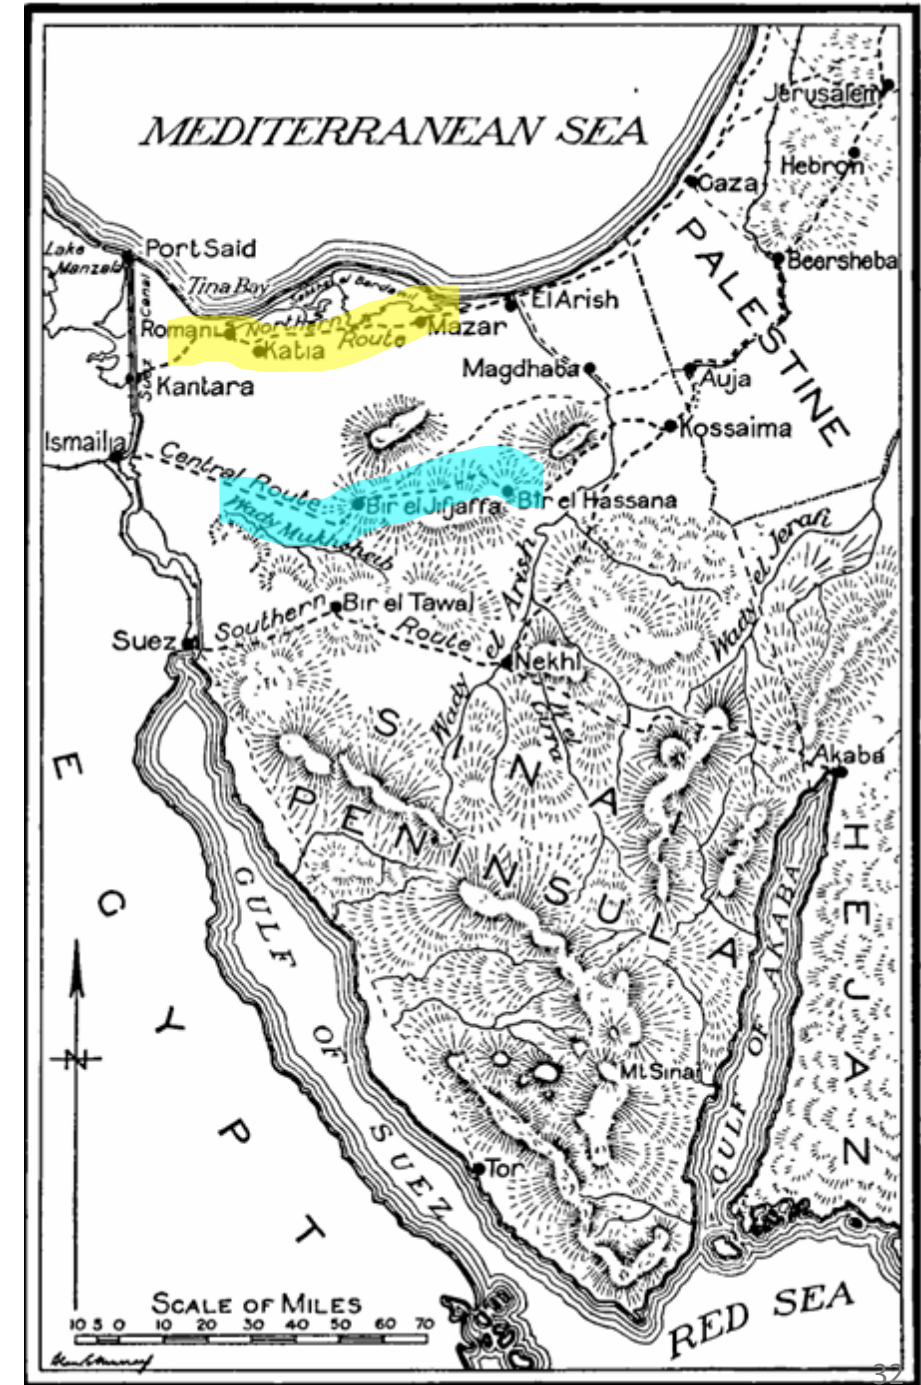 MEDITERRANEAN SEA
Jerusalem
Hebron
Gaza
Beersheba
PALESTINE
Lake
Manzala
Port Said
Tina Bay
El Arish
Romani
Northern
Route
Mazar
Katia
Suez
Canal
Kantara
Magdhaba
Auja
Kossaima
Ismailia
Central Route
Bir el Jifjaffa
Bir el Hassana
Wady Mukhsheib
Wady el Arish
Wady el Jerafi
Bir el Tawal
Southern
Route
Suez
Nekhl
SINAI
PENINSULA
Akaba
EGYPT
HEJAZ
GULF OF SUEZ
GULF OF AKABA
Mt Sinai
Tor
N
SCALE OF MILES
10 5 0 10 20 30 40 50 60 70
RED SEA
32